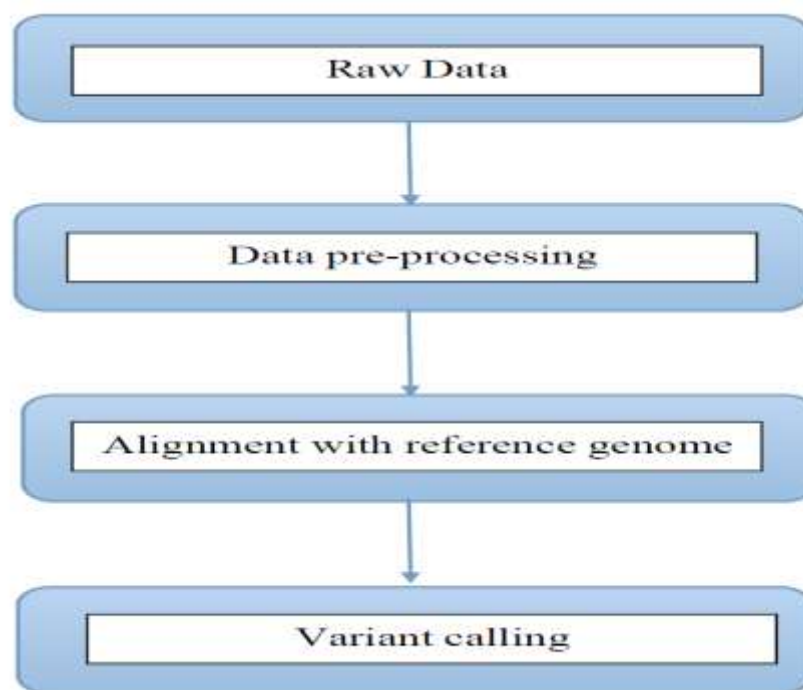 Raw Data
Data pre-processing
Alignment with reference genome
Variant calling